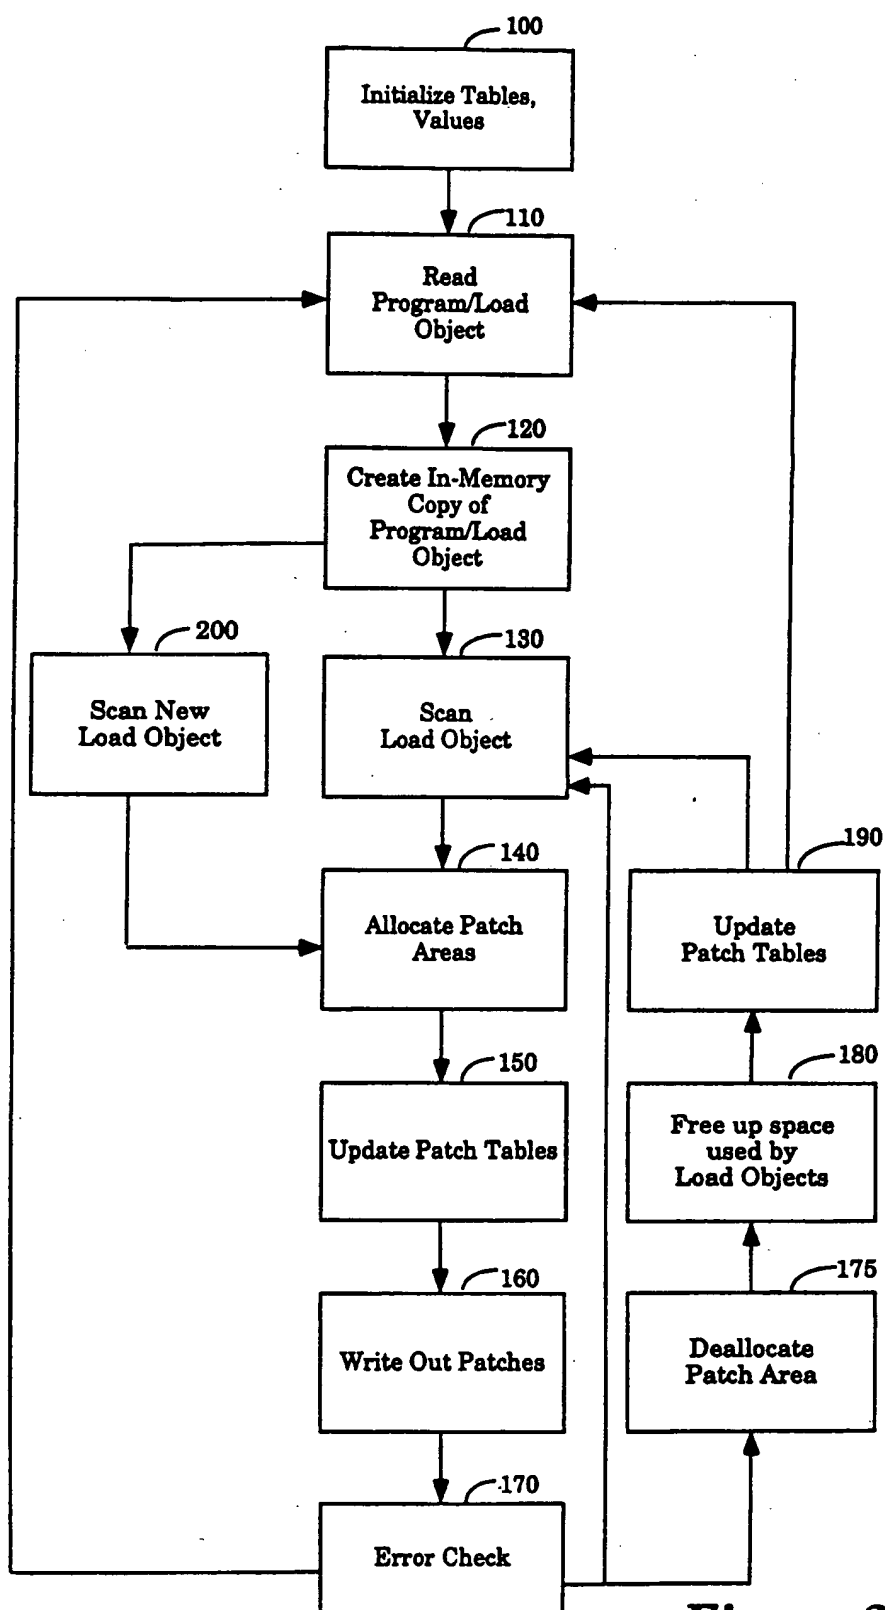 100
Initialize Tables,
Values
110
Read
Program/Load
Object
120
Create In-Memory
Copy of
Program/Load
Object
200
Scan New
Load Object
130
Scan
Load Object
140
Allocate Patch
Areas
190
Update
Patch Tables
150
Update Patch Tables
180
Free up space
used by
Load Objects
160
Write Out Patches
175
Deallocate
Patch Area
170
Error Check